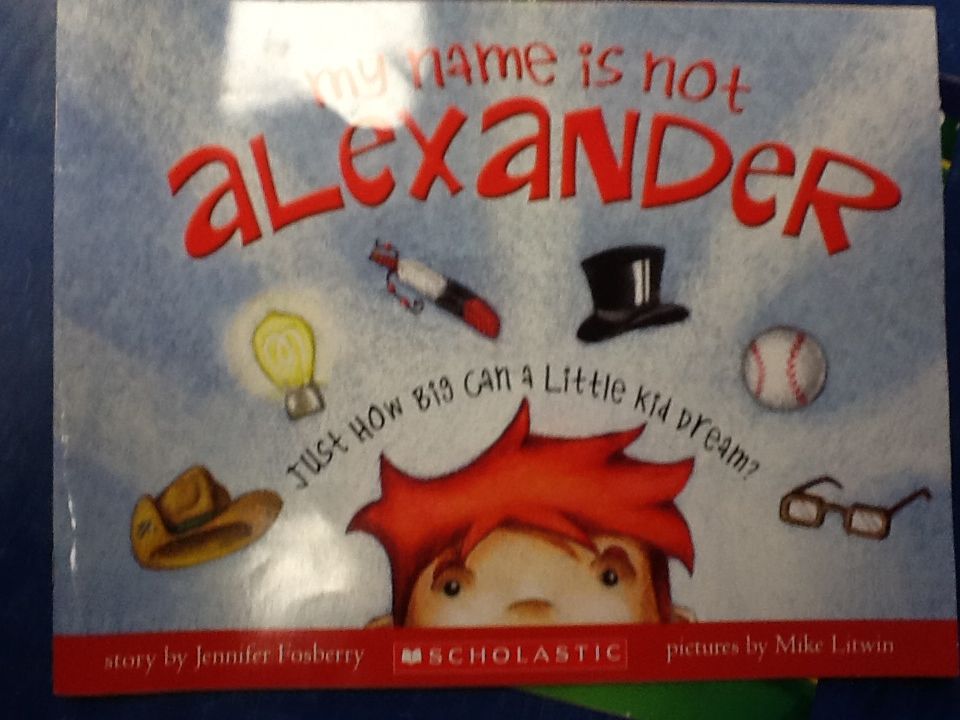 my name is not
ALEXANDER
Just How Big Can a Little Kid Dream?
story by Jennifer Fosberry
SCHOLASTIC
pictures by Mike Litwin